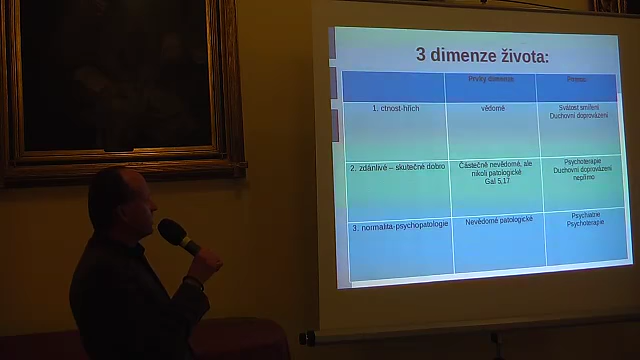 3 dimenze života:
Prvky dimenze
Pomoc
1. ctnost-hřích
vědomé
Svátost smíření
Duchovní doprovázení
2. zdánlivé – skutečné dobro
Částečně nevědomé, ale
nikoli patologické
Gal 5,17
Psychoterapie
Duchovní doprovázení
nepřímo
3. normalita-psychopatologie
Nevědomé patologické
Psychiatrie
Psychoterapie